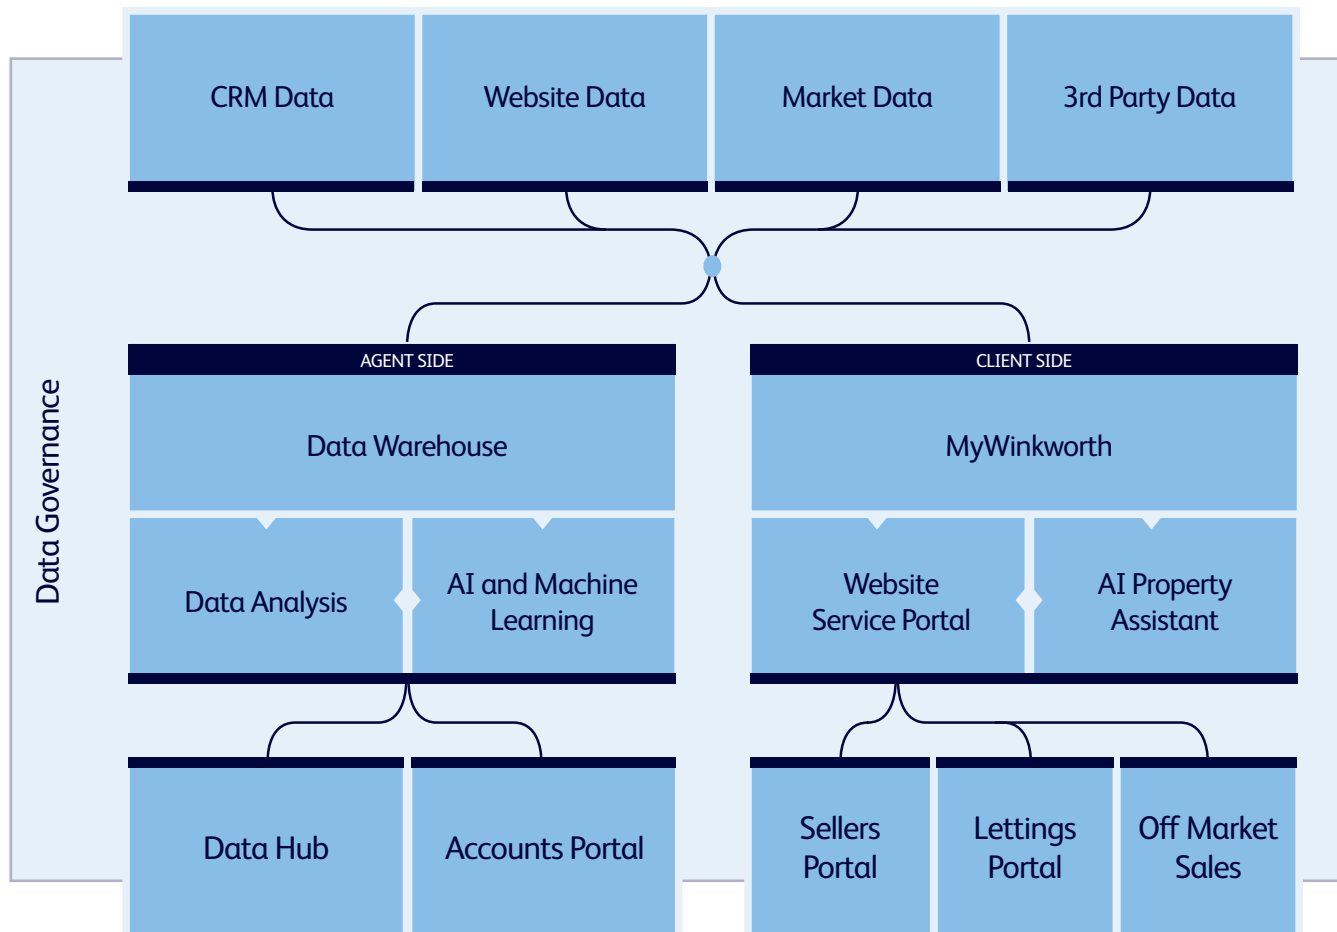 CRM Data
Website Data
Market Data
3rd Party Data
Data Governance
AGENT SIDE
Data Warehouse
Data Analysis
AI and Machine
Learning
Data Hub
Accounts Portal
CLIENT SIDE
MyWinkworth
Website
Service Portal
AI Property
Assistant
Sellers
Portal
Lettings
Portal
Off Market
Sales